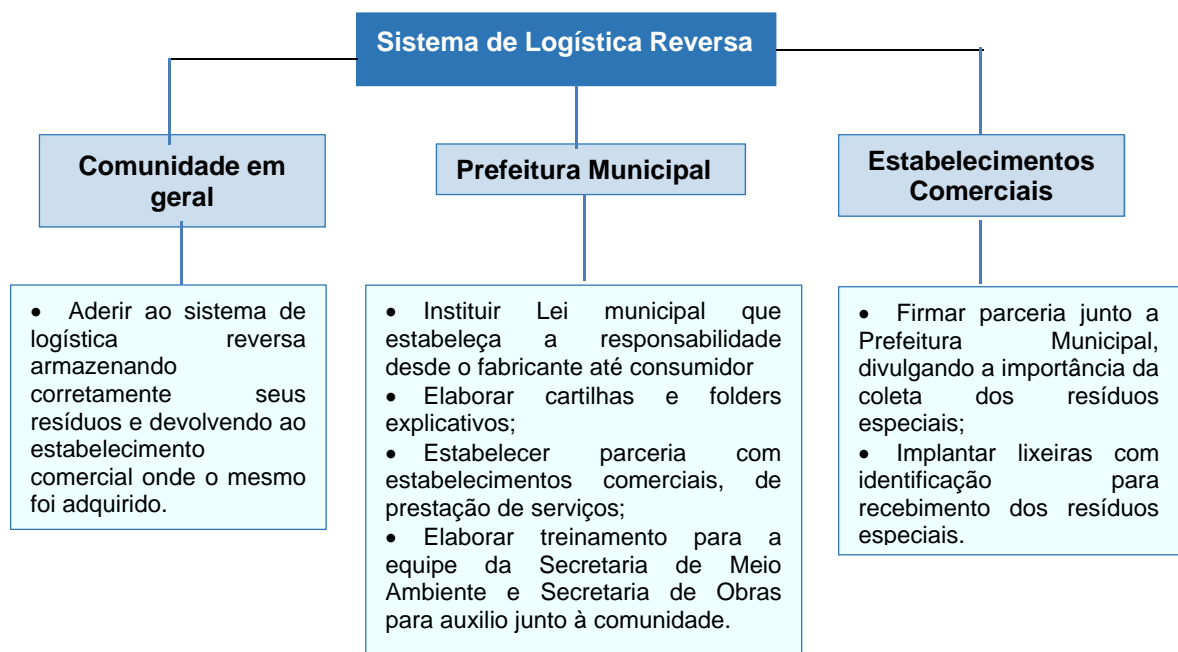 Sistema de Logística Reversa
Comunidade em
geral
Prefeitura Municipal
Estabelecimentos
Comerciais
• Aderir ao sistema de
logística reversa
armazenando
corretamente seus
resíduos e devolvendo ao
estabelecimento
comercial onde o mesmo
foi adquirido.
• Instituir Lei municipal que
estabeleça a responsabilidade
desde o fabricante até consumidor
• Elaborar cartilhas e folders
explicativos;
• Estabelecer parceria com
estabelecimentos comerciais, de
prestação de serviços;
• Elaborar treinamento para a
equipe da Secretaria de Meio
Ambiente e Secretaria de Obras
para auxilio junto à comunidade.
• Firmar parceria junto a
Prefeitura Municipal,
divulgando a importância da
coleta dos resíduos
especiais;
• Implantar lixeiras com
identificação para
recebimento dos resíduos
especiais.